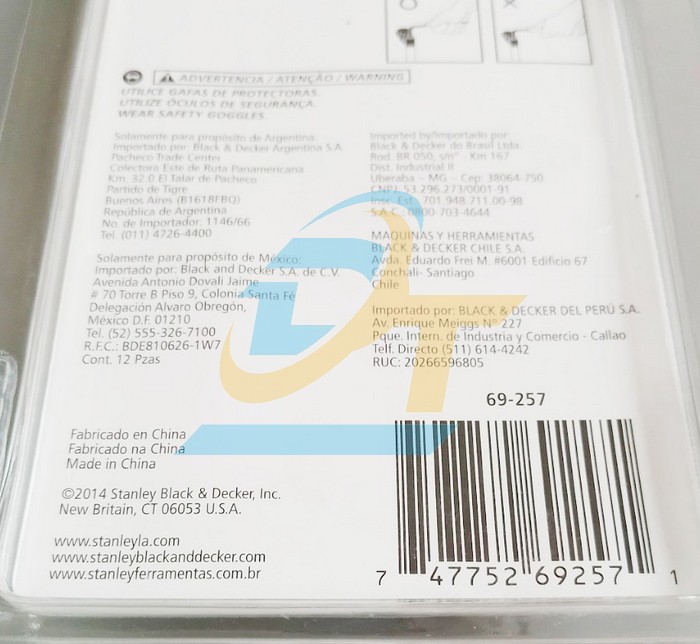 ADVERTENCIA / ATENÇÃO / WARNING
UTILICE GAFAS DE PROTECTORAS.
UTILIZE ÓCULOS DE SEGURANÇA.
WEAR SAFETY GOGGLES.
Solamente para propósito de Argentina
Importado por: Black & Decker Argentina S.A.
Pacheco Trade Center
Colectora Este de Ruta Panamericana
Km. 32.0 El Talar de Pacheco
Partido de Tigre
Buenos Aires (B1618FBQ)
República de Argentina
No. de Importador: 1146/66
Tel. (011) 4726-4400
Solamente para propósito de México:
Importado por: Black and Decker S.A. de C.V.
Avenida Antonio Dovali Jaime
# 70 Torre B Piso 9, Colonia Santa Fé
Delegación Alvaro Obregón,
México D.F. 01210
Tel. (52) 555-326-7100
R.F.C.: BDE810626-1W7
Cont. 12 Pzas
Imported by/Importado por:
Black & Decker do Brasil Ltda.
Rod. BR 050, s/nº - Km 167
Dist. Industrial II
Uberaba – MG – Cep: 38064-750
CNPJ: 53.296.273/0001-91
Insc. Est.: 701.948.711.00-98
S.A.C.: 0800-703-4644
MAQUINAS Y HERRAMIENTAS
BLACK & DECKER CHILE S.A.
Avda. Eduardo Frei M. #6001 Edificio 67
Conchali- Santiago
Chile
Importado por: BLACK & DECKER DEL PERÚ S.A.
Av. Enrique Meiggs N° 227
Pque. Intern. de Industria y Comercio - Callao
Telf. Directo (511) 614-4242
RUC: 20266596805
69-257
Fabricado en China
Fabricado na China
Made in China
©2014 Stanley Black & Decker, Inc.
New Britain, CT 06053 U.S.A.
www.stanleyla.com
www.stanleyblackanddecker.com
www.stanleyferramentas.com.br
7 47752 69257 1